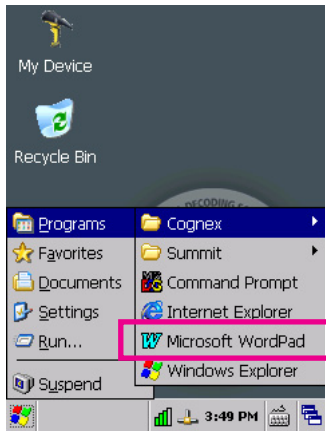 My Device
Recycle Bin
DECODING
Programs
Favorites
Documents
Settings
Run...
Suspend
Cognex
Summit
Command Prompt
Internet Explorer
Microsoft WordPad
Windows Explorer
3:49 PM